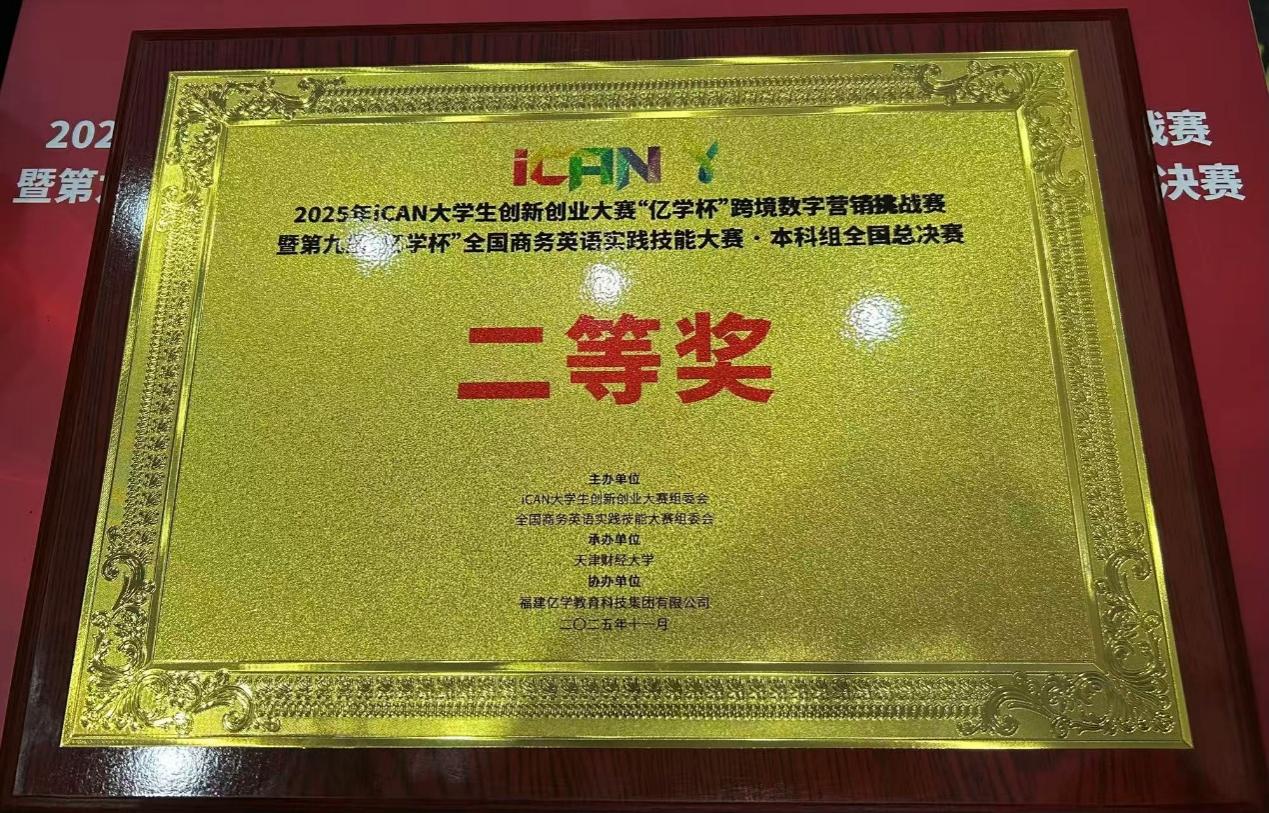 iCAN
2025年iCAN大学生创新创业大赛“亿学杯”跨境数字营销挑战赛
暨第九 亿学杯”全国商务英语实践技能大赛·本科组全国总决赛
二等奖
主办单位
iCAN大学生创新创业大赛组委会
全国商务英语实践技能大赛组委会
承办单位
天津财经大学
协办单位
福建亿学教育科技集团有限公司
二〇二五年十一月
202
战赛
暨第
决赛